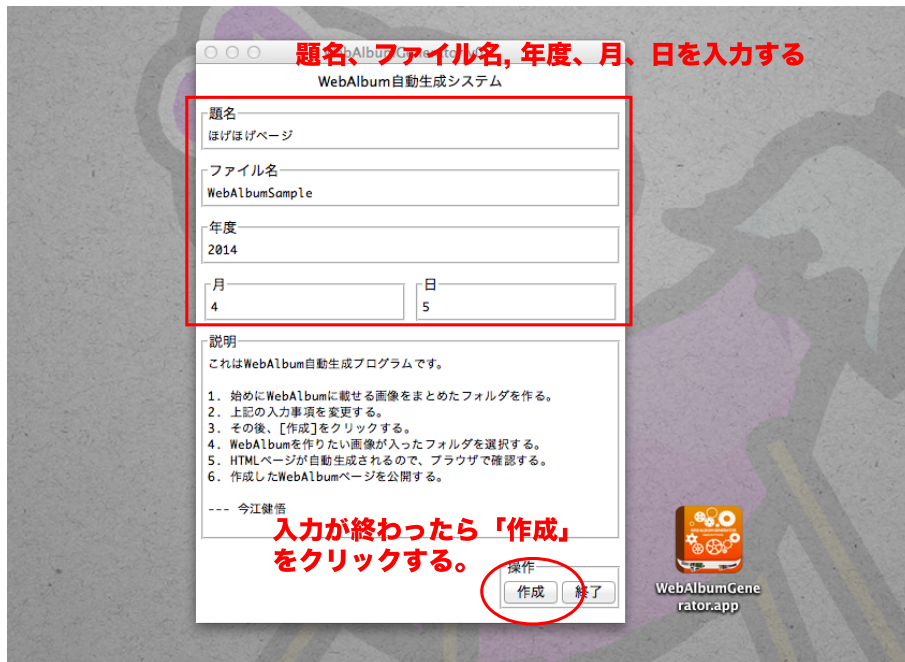 題名、ファイル名, 年度、月、日を入力する
WebAlbum自動生成システム
題名
ほげほげページ
ファイル名
WebAlbumSample
年度
2014
月
日
4
5
説明
これはWebAlbum自動生成プログラムです。
1. 始めにWebAlbumに載せる画像をまとめたフォルダを作る。
2. 上記の入力事項を変更する。
3. その後、[作成]をクリックする。
4. WebAlbumを作りたい画像が入ったフォルダを選択する。
5. HTMLページが自動生成されるので、ブラウザで確認する。
6. 作成したWebAlbumページを公開する。
--- 今江健悟
入力が終わったら「作成」
をクリックする。
操作
作成
終了
WebAlbumGene
rator.app